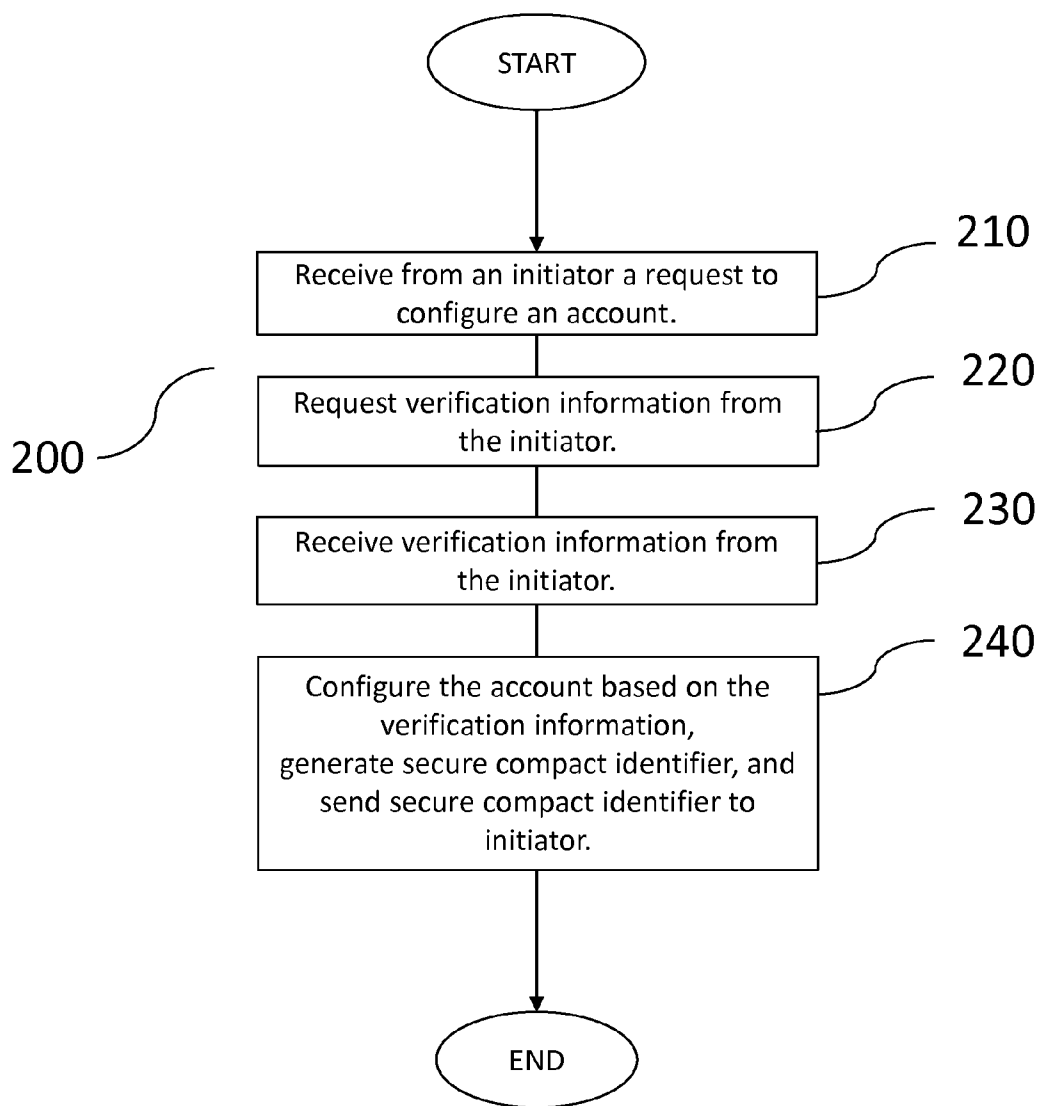 START
210
Receive from an initiator a request to
configure an account.
220
Request verification information from
the initiator.
200
230
Receive verification information from
the initiator.
240
Configure the account based on the
verification information,
generate secure compact identifier, and
send secure compact identifier to
initiator.
END